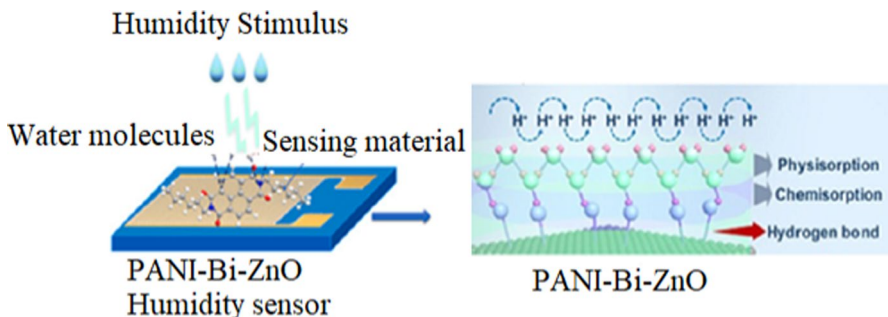 Humidity Stimulus
Water molecules
Sensing material
PANI-Bi-ZnO
Humidity sensor
H⁺ H⁺ H⁺ H⁺ H⁺ H⁺ H⁺ H⁺
Physisorption
Chemisorption
Hydrogen bond
PANI-Bi-ZnO